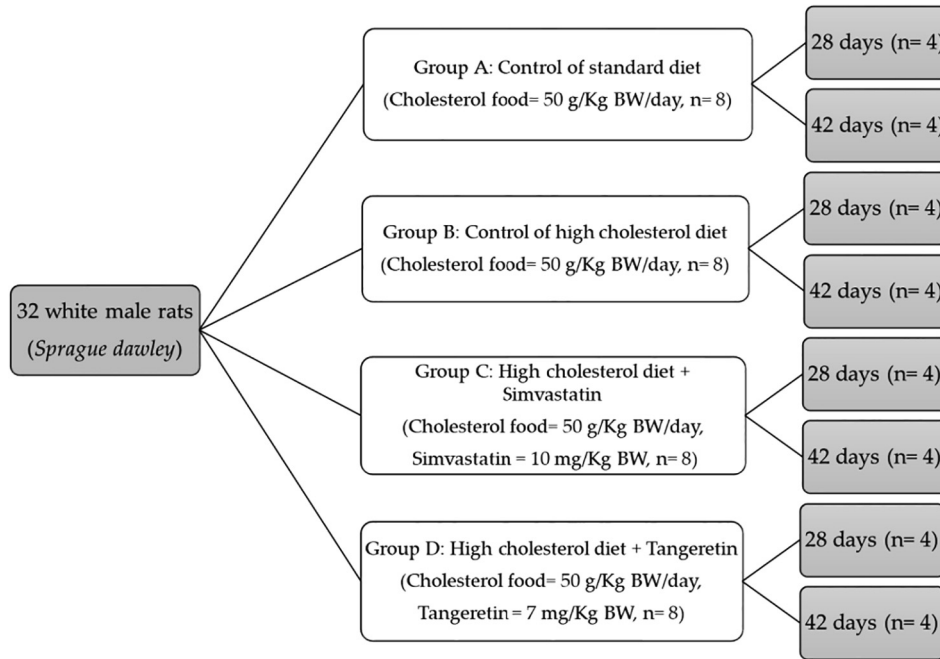 32 white male rats
(Sprague dawley)
Group A: Control of standard diet
(Cholesterol food= 50 g/Kg BW/day, n= 8)
28 days (n= 4)
42 days (n= 4)
Group B: Control of high cholesterol diet
(Cholesterol food= 50 g/Kg BW/day, n= 8)
28 days (n= 4)
42 days (n= 4)
Group C: High cholesterol diet +
Simvastatin
(Cholesterol food= 50 g/Kg BW/day,
Simvastatin = 10 mg/Kg BW, n= 8)
28 days (n= 4)
42 days (n= 4)
Group D: High cholesterol diet + Tangeretin
(Cholesterol food= 50 g/Kg BW/day,
Tangeretin = 7 mg/Kg BW, n= 8)
28 days (n= 4)
42 days (n= 4)